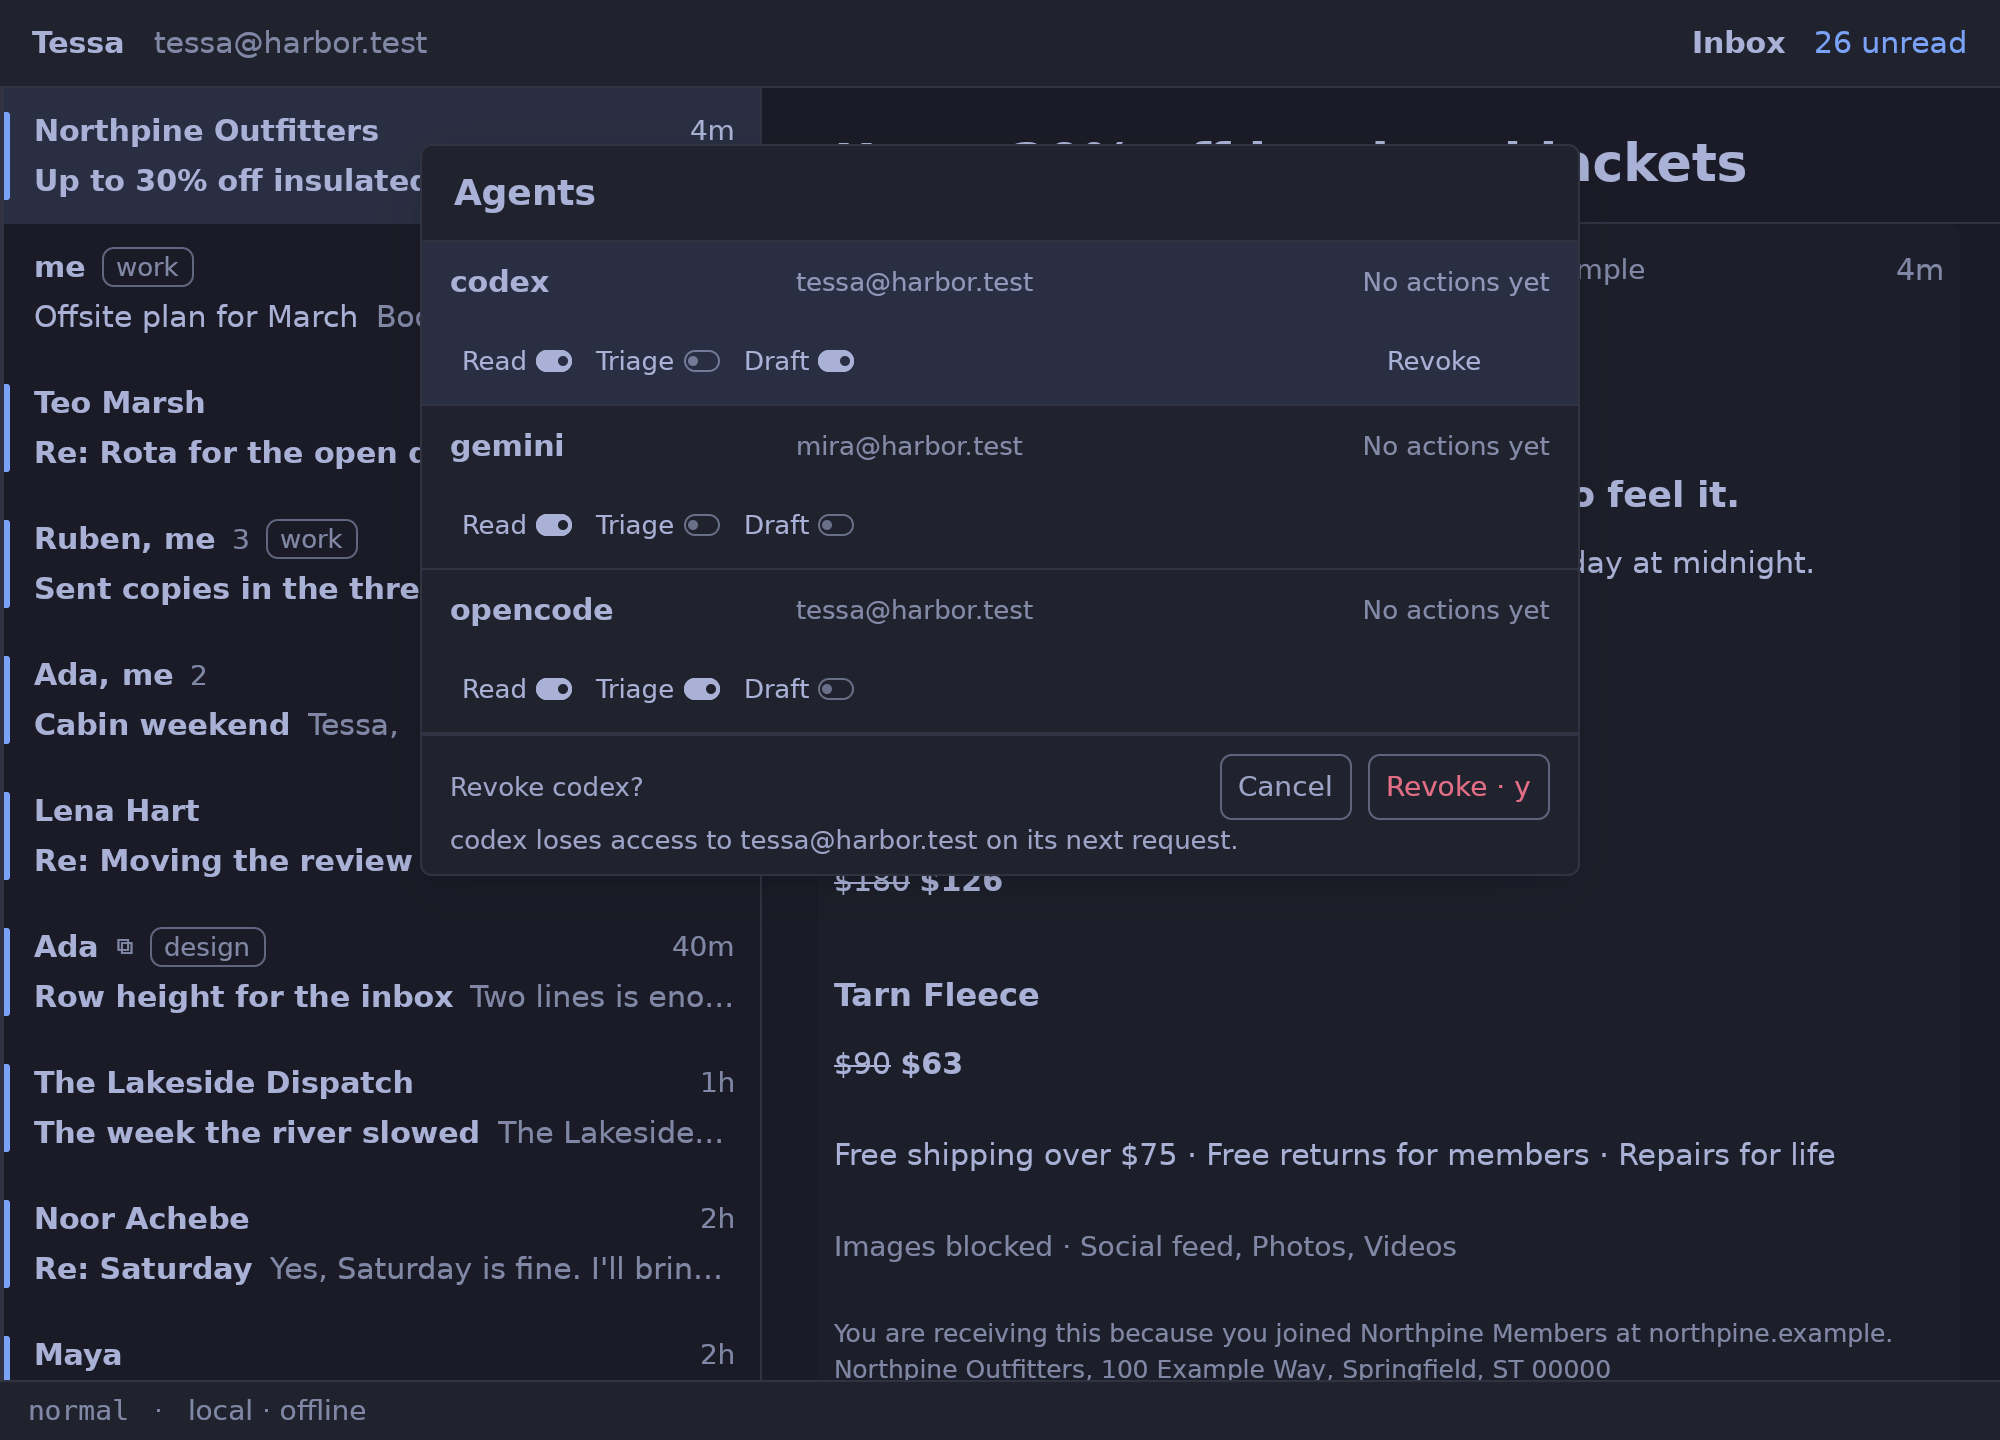 Tessa tessa@harbor.test Inbox 26 unread
Northpine Outfitters 4m
Up to 30% off insulated
me work
Offsite plan for March
Teo Marsh
Re: Rota for the open
Ruben, me 3 work
Sent copies in the
Ada, me 2
Cabin weekend Tessa,
Lena Hart
Re: Moving the review
Ada design 40m
Row height for the inbox Two lines is eno…
The Lakeside Dispatch 1h
The week the river slowed The Lakeside…
Noor Achebe 2h
Re: Saturday Yes, Saturday is fine. I'll brin…
Maya 2h
Agents
codex tessa@harbor.test No actions yet
Read Triage Draft Revoke
gemini mira@harbor.test No actions yet
Read Triage Draft
opencode tessa@harbor.test No actions yet
Read Triage Draft
Revoke codex? Cancel Revoke · y
codex loses access to tessa@harbor.test on its next request.
4m
feel it.
at midnight.
$180 $126
Tarn Fleece
$90 $63
Free shipping over $75 · Free returns for members · Repairs for life
Images blocked · Social feed, Photos, Videos
You are receiving this because you joined Northpine Members at northpine.example.
Northpine Outfitters, 100 Example Way, Springfield, ST 00000
normal · local · offline